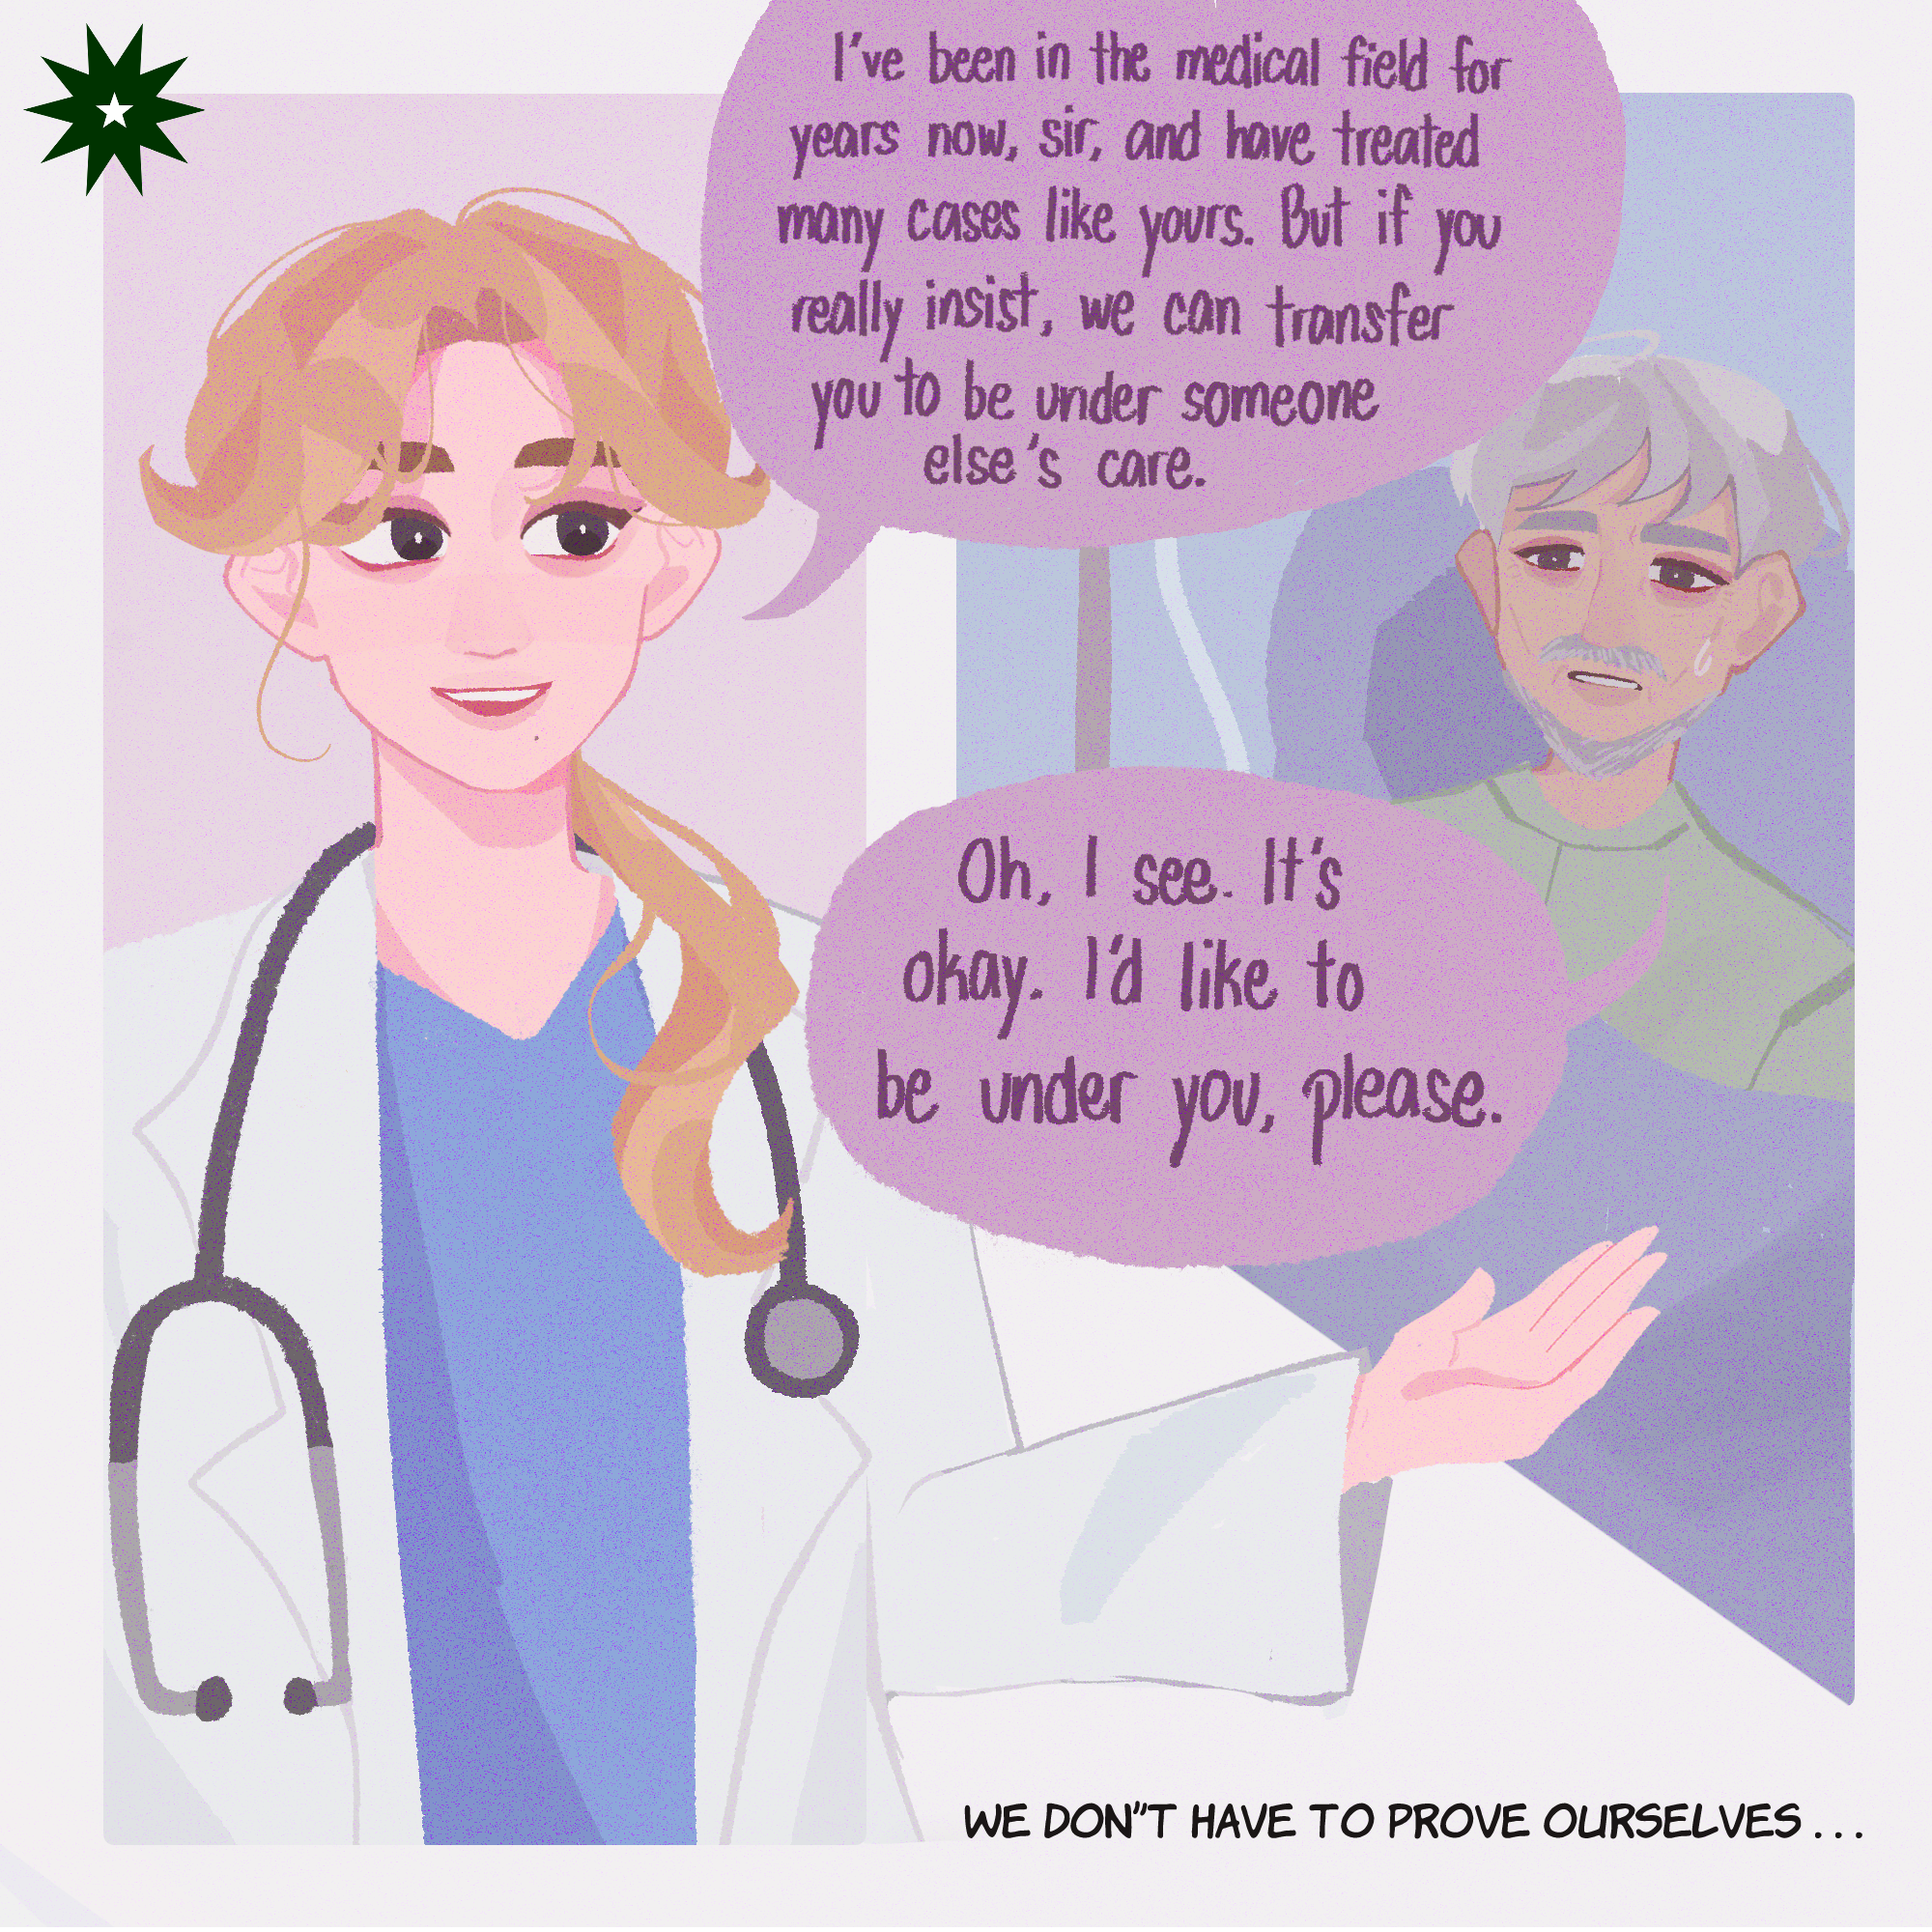 I've been in the medical field for
years now, sir, and have treated
many cases like yours. But if you
really insist, we can transfer
you to be under someone
else's care.
Oh, I see. It's
okay. I'd like to
be under you, please.
WE DON"T HAVE TO PROVE OURSELVES . . .